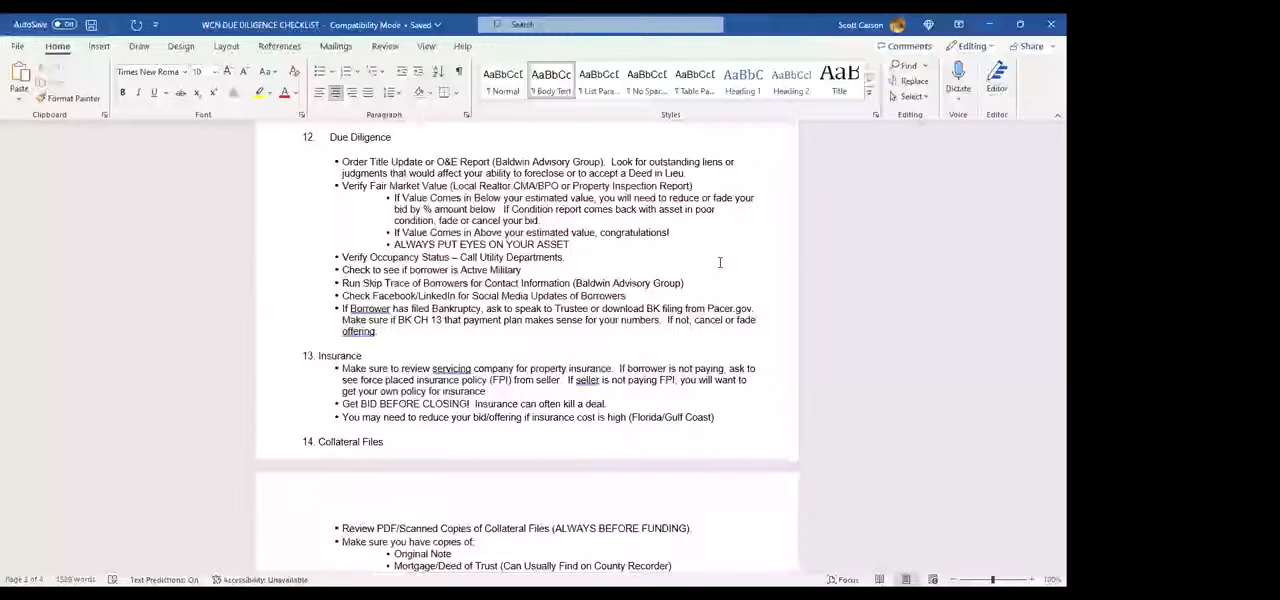 AutoSave Off WCN-DUE DILIGENCE CHECKLIST - Compatibility Mode • Saved Search Scott Carson
File Home Insert Draw Design Layout References Mailings Review View Help Comments Editing Share
Paste Format Painter
Times New Roma 10 Aa
B I U ab x₂ x² A
AaBbCcI AaBbCc AaBbCcI AaBbCcI AaBbCcI AaBbC AaBbCcI AaB
¶ Normal ¶ Body Text ¶ List Para... ¶ No Spac... ¶ Table Pa... Heading 1 Heading 2 Title
Find Replace Select Dictate Editor
Clipboard Font Paragraph Styles Editing Voice Editor
12. Due Diligence
• Order Title Update or O&E Report (Baldwin Advisory Group). Look for outstanding liens or
judgments that would affect your ability to foreclose or to accept a Deed in Lieu.
• Verify Fair Market Value (Local Realtor CMA/BPO or Property Inspection Report)
• If Value Comes in Below your estimated value, you will need to reduce or fade your
bid by % amount below If Condition report comes back with asset in poor
condition, fade or cancel your bid.
• If Value Comes in Above your estimated value, congratulations!
• ALWAYS PUT EYES ON YOUR ASSET
• Verify Occupancy Status – Call Utility Departments.
• Check to see if borrower is Active Military
• Run Skip Trace of Borrowers for Contact Information (Baldwin Advisory Group)
• Check Facebook/LinkedIn for Social Media Updates of Borrowers
• If Borrower has filed Bankruptcy, ask to speak to Trustee or download BK filing from Pacer.gov.
Make sure if BK CH 13 that payment plan makes sense for your numbers. If not, cancel or fade
offering.
13. Insurance
• Make sure to review servicing company for property insurance. If borrower is not paying, ask to
see force placed insurance policy (FPI) from seller. If seller is not paying FPI, you will want to
get your own policy for insurance
• Get BID BEFORE CLOSING! Insurance can often kill a deal.
• You may need to reduce your bid/offering if insurance cost is high (Florida/Gulf Coast)
14. Collateral Files
• Review PDF/Scanned Copies of Collateral Files (ALWAYS BEFORE FUNDING).
• Make sure you have copies of:
• Original Note
• Mortgage/Deed of Trust (Can Usually Find on County Recorder)
Page 2 of 4 1529 words Text Predictions: On Accessibility: Unavailable Focus 100%